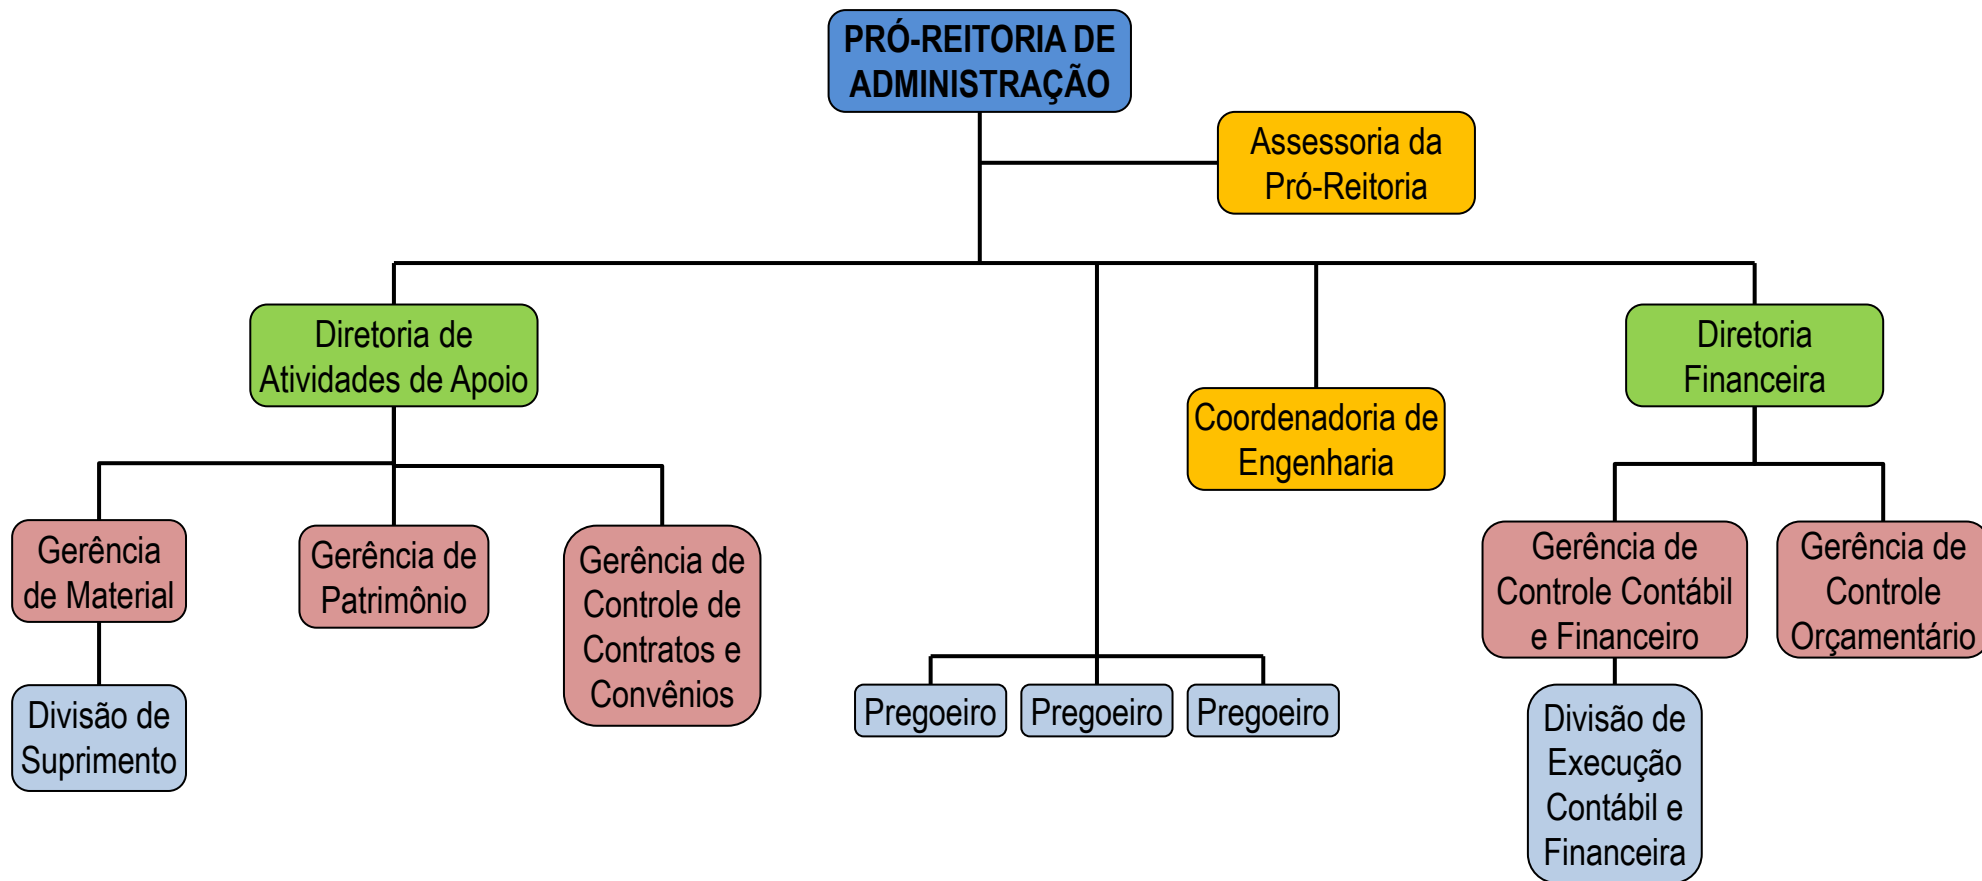 PRÓ-REITORIA DE
ADMINISTRAÇÃO
Assessoria da
Pró-Reitoria
Diretoria de
Atividades de Apoio
Diretoria
Financeira
Coordenadoria de
Engenharia
Gerência
de Material
Gerência de
Patrimônio
Gerência de
Controle de
Contratos e
Convênios
Gerência de
Controle Contábil
e Financeiro
Gerência de
Controle
Orçamentário
Divisão de
Suprimento
Pregoeiro
Pregoeiro
Pregoeiro
Divisão de
Execução
Contábil e
Financeira